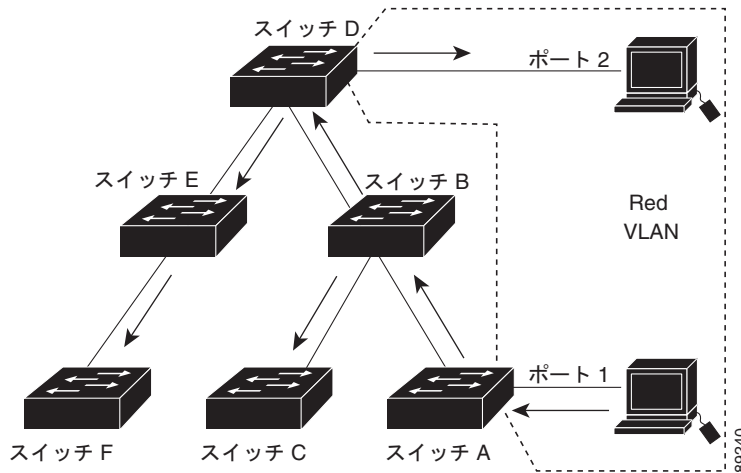 スイッチ D
ポート 2
スイッチ E
スイッチ B
Red
VLAN
ポート 1
スイッチ F
スイッチ C
スイッチ A
89240